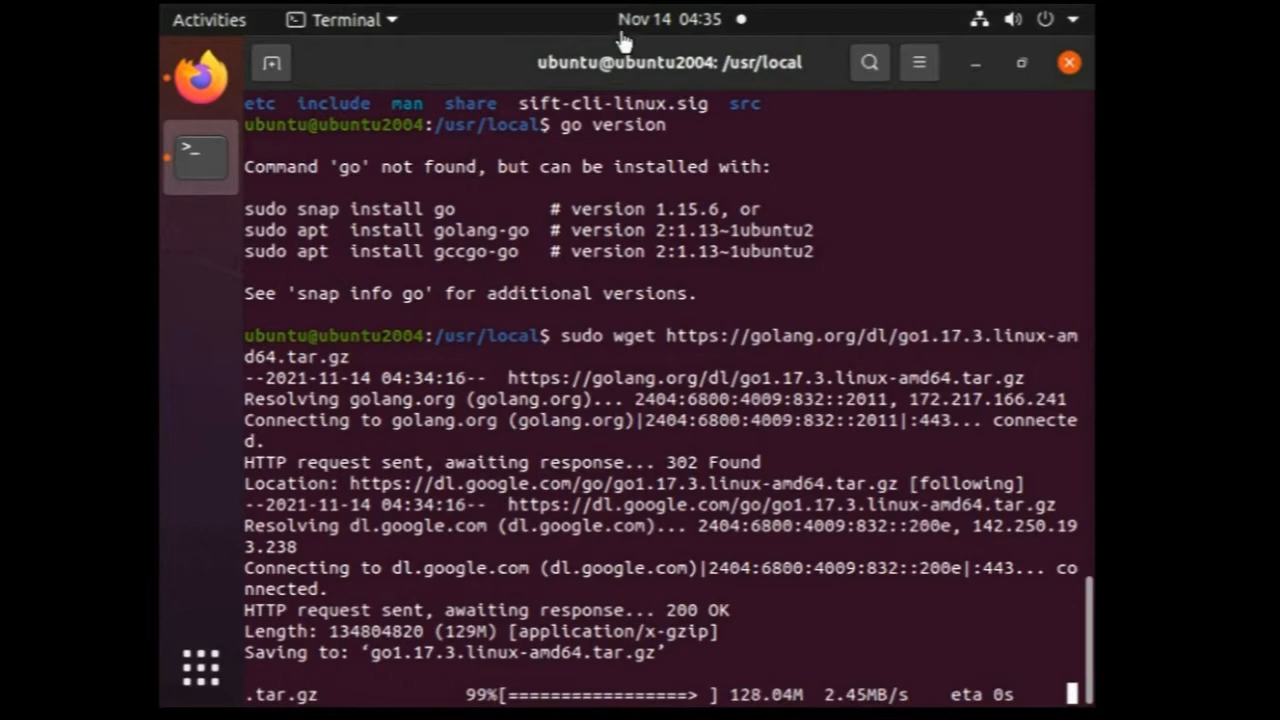 Activities Terminal Nov 14 04:35
ubuntu@ubuntu2004: /usr/local
etc include man share sift-cli-linux.sig src
ubuntu@ubuntu2004:/usr/local$ go version
Command 'go' not found, but can be installed with:
sudo snap install go # version 1.15.6, or
sudo apt install golang-go # version 2:1.13~1ubuntu2
sudo apt install gccgo-go # version 2:1.13~1ubuntu2
See 'snap info go' for additional versions.
ubuntu@ubuntu2004:/usr/local$ sudo wget https://golang.org/dl/go1.17.3.linux-am
d64.tar.gz
--2021-11-14 04:34:16-- https://golang.org/dl/go1.17.3.linux-amd64.tar.gz
Resolving golang.org (golang.org)... 2404:6800:4009:832::2011, 172.217.166.241
Connecting to golang.org (golang.org)|2404:6800:4009:832::2011|:443... connecte
d.
HTTP request sent, awaiting response... 302 Found
Location: https://dl.google.com/go/go1.17.3.linux-amd64.tar.gz [following]
--2021-11-14 04:34:16-- https://dl.google.com/go/go1.17.3.linux-amd64.tar.gz
Resolving dl.google.com (dl.google.com)... 2404:6800:4009:832::200e, 142.250.19
3.238
Connecting to dl.google.com (dl.google.com)|2404:6800:4009:832::200e|:443... co
nnected.
HTTP request sent, awaiting response... 200 OK
Length: 134804820 (129M) [application/x-gzip]
Saving to: ‘go1.17.3.linux-amd64.tar.gz’
.tar.gz 99%[=================> ] 128.04M 2.45MB/s eta 0s